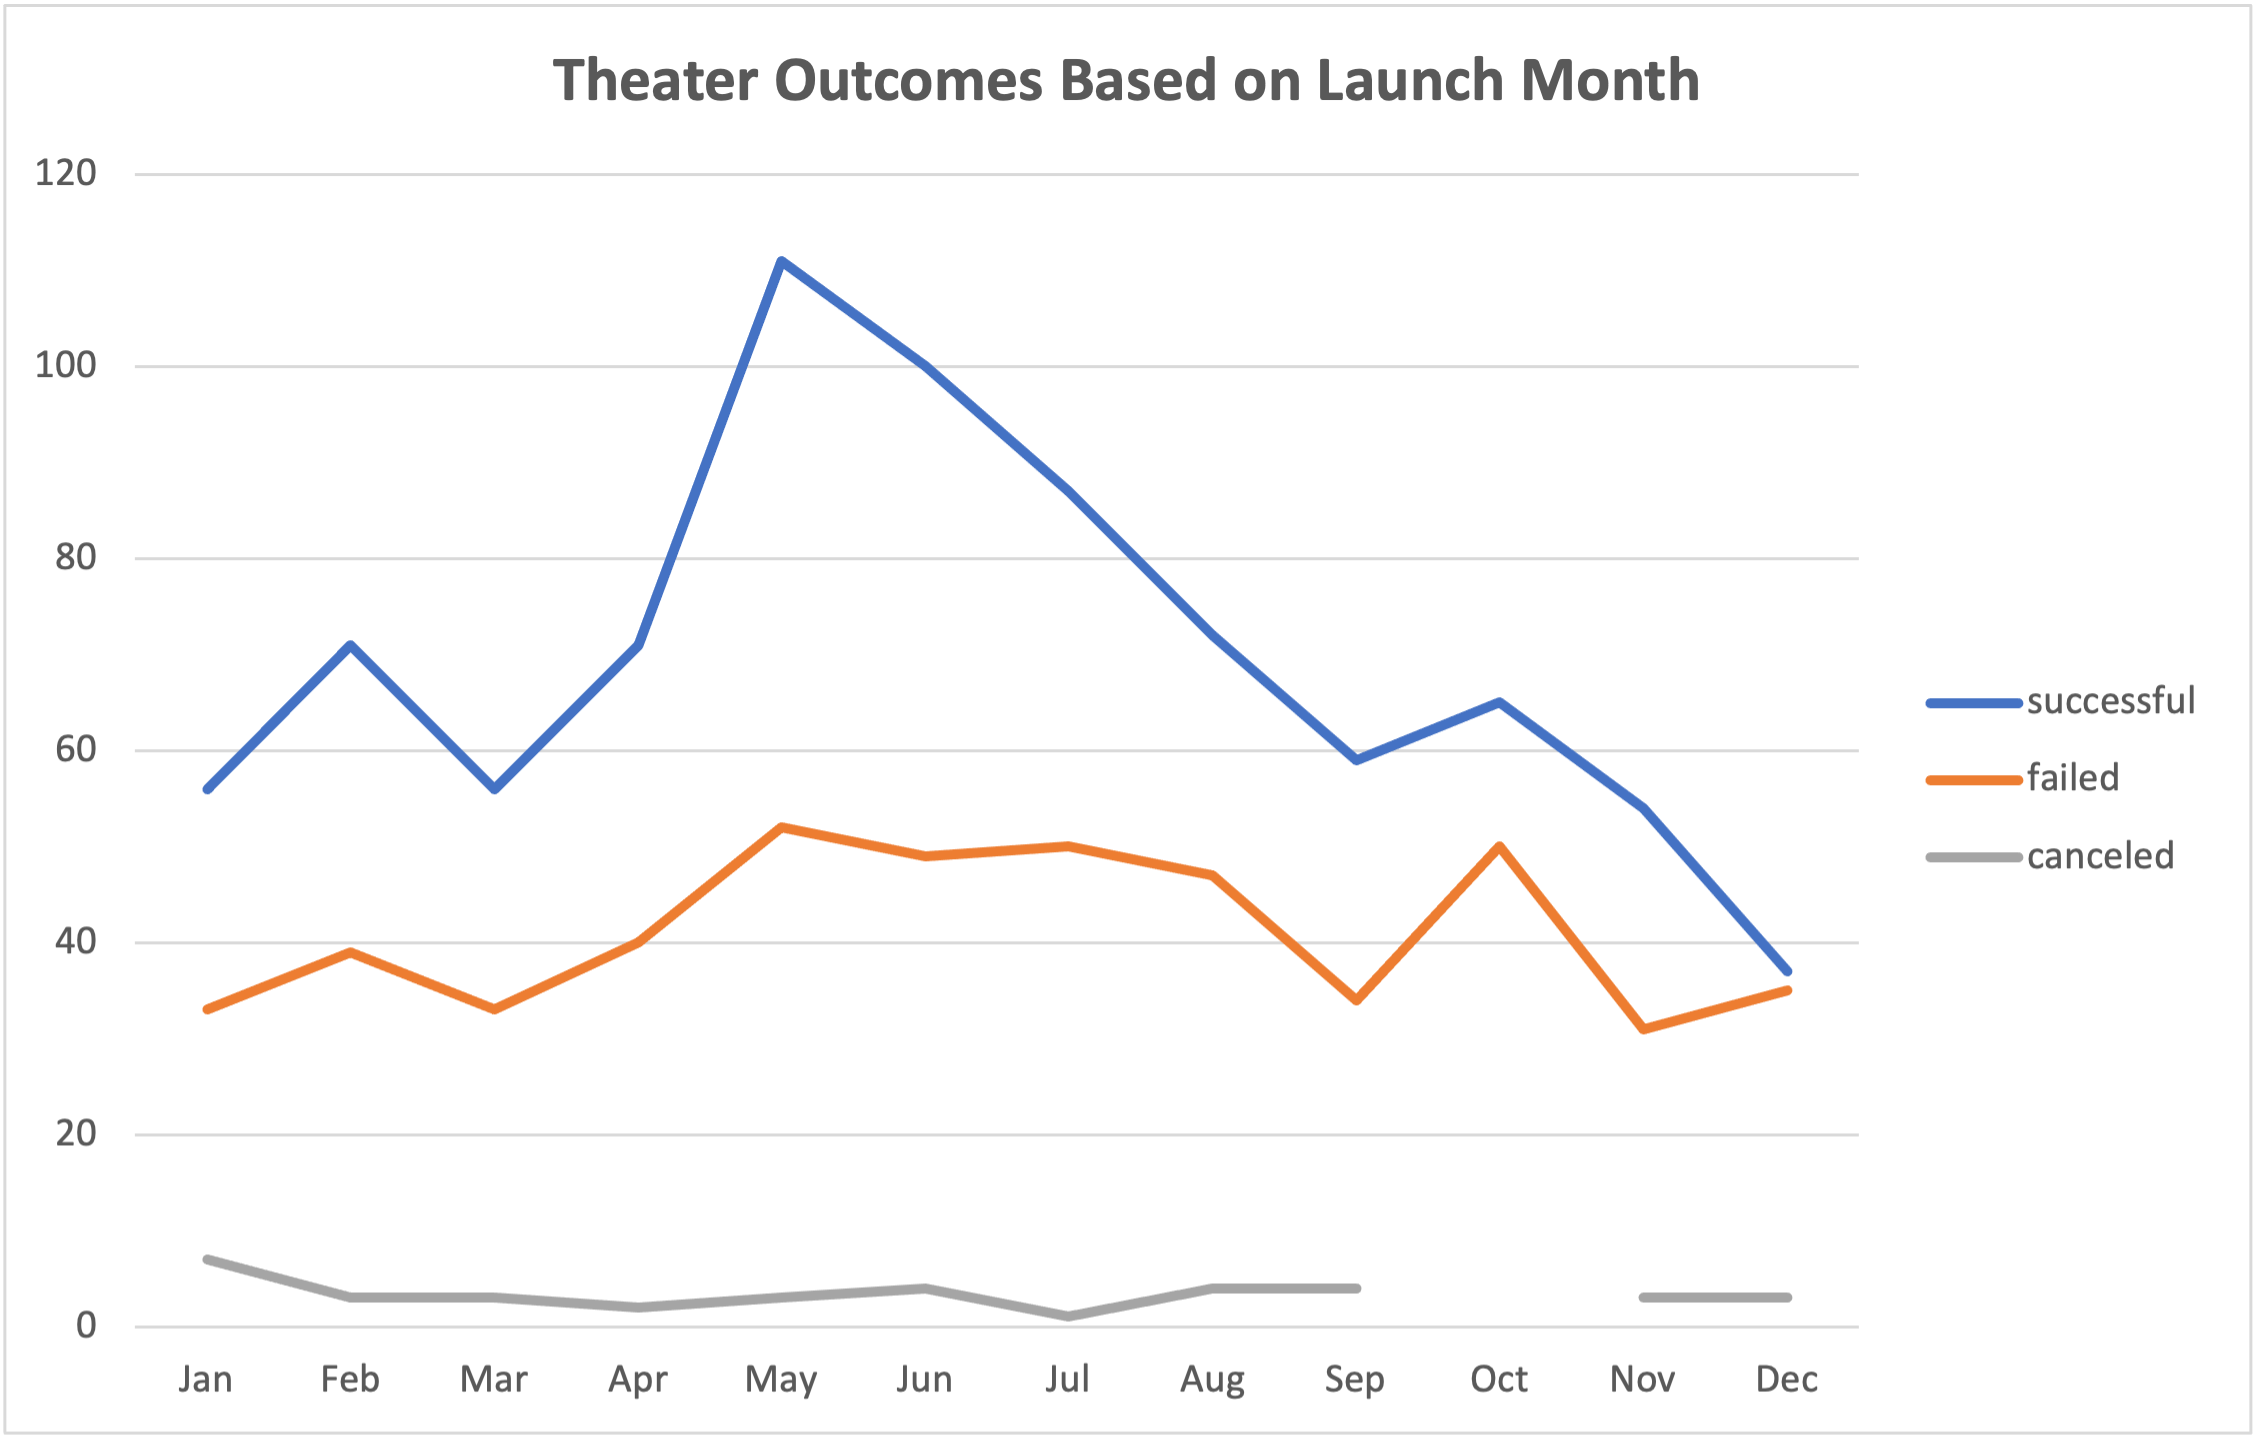 Theater Outcomes Based on Launch Month
120
100
80
60
40
20
0
Jan Feb Mar Apr May Jun Jul Aug Sep Oct Nov Dec
successful
failed
canceled